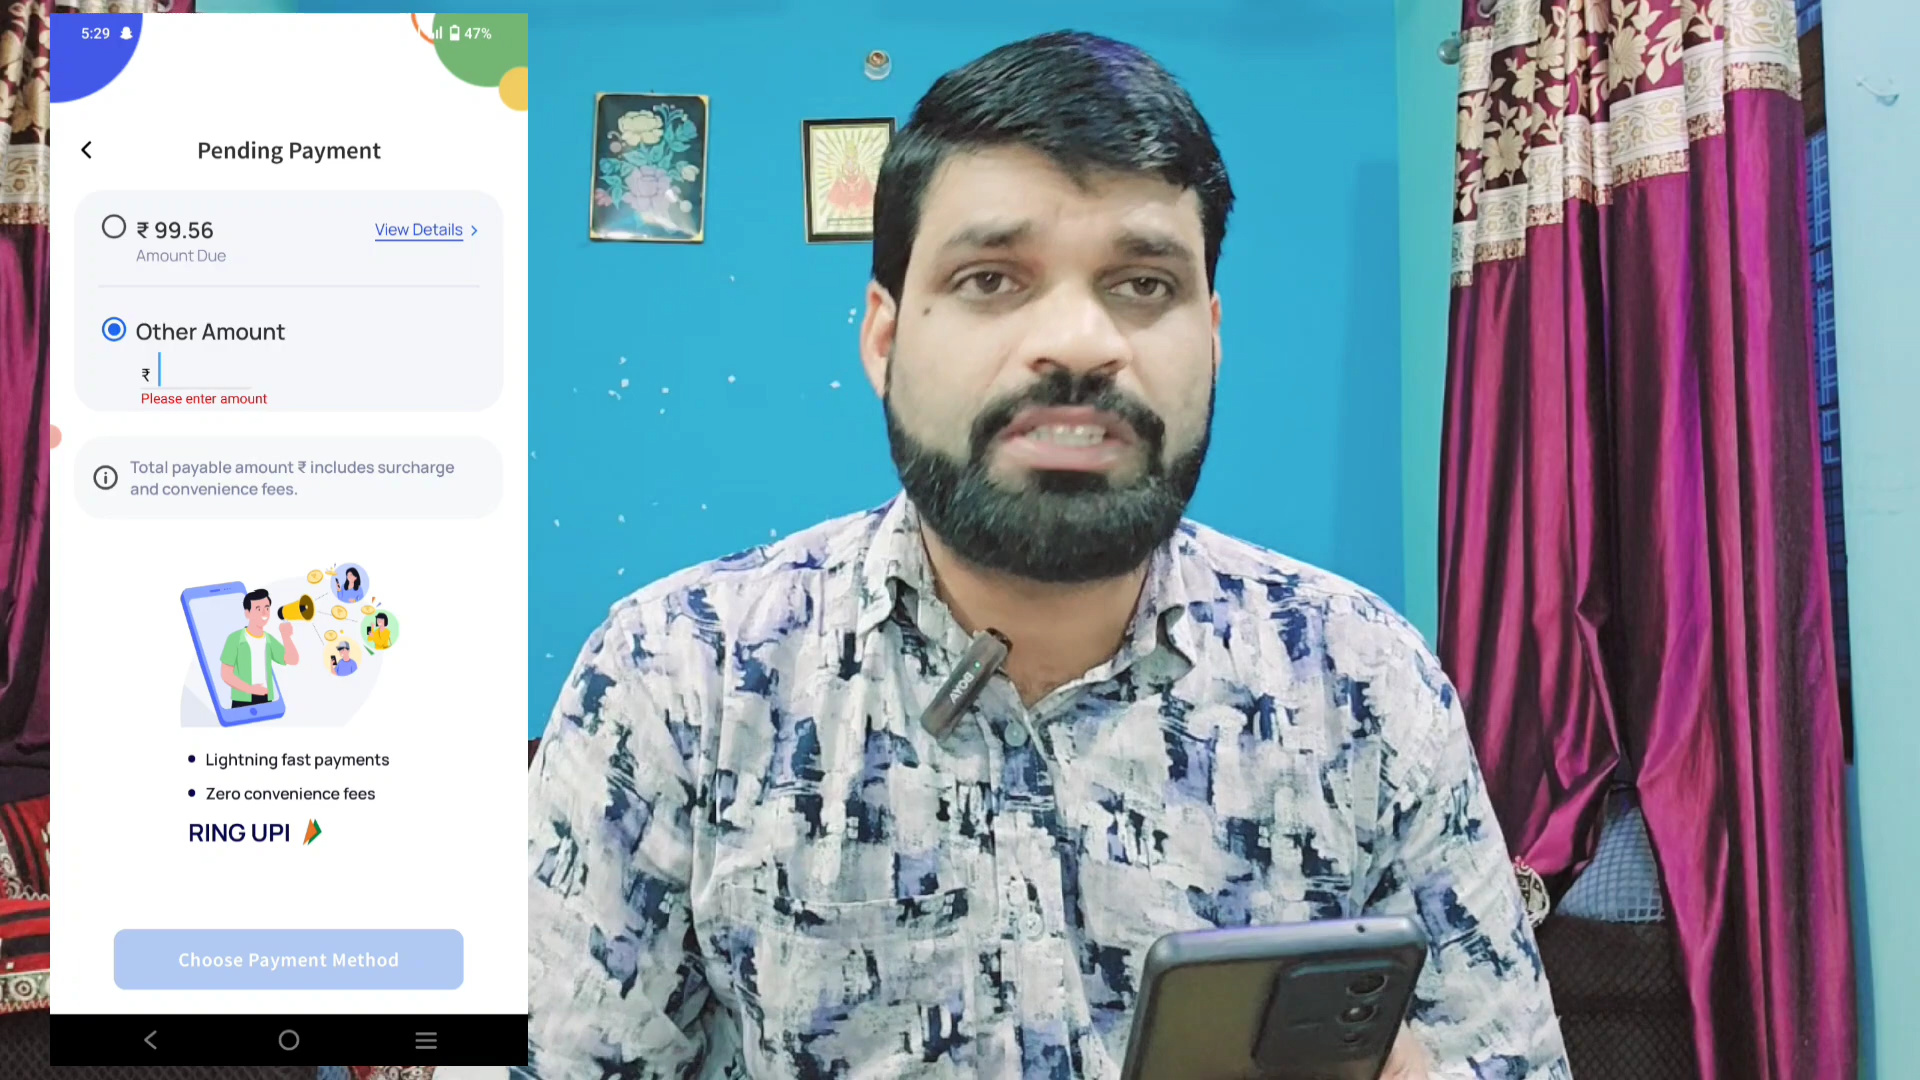 5:29
47%
Pending Payment
₹ 99.56
View Details
Amount Due
Other Amount
₹
Please enter amount
Total payable amount ₹ includes surcharge
and convenience fees.
Lightning fast payments
Zero convenience fees
RING UPI
Choose Payment Method
BOYA